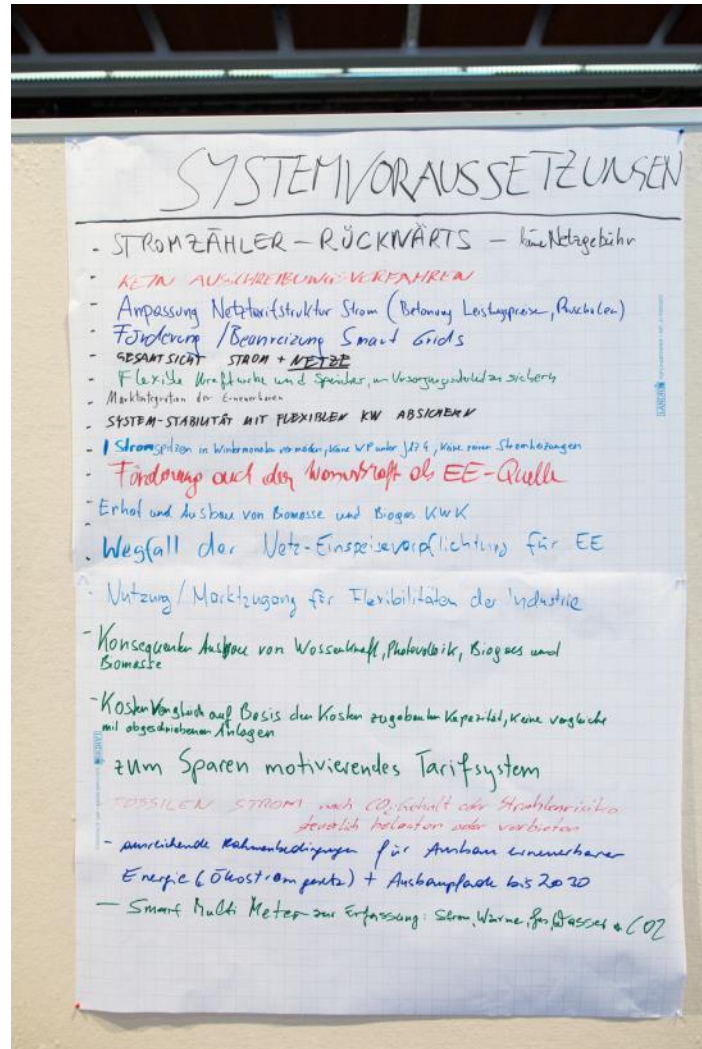 SYSTEMVORAUSSETZUNGEN
- STROMZÄHLER – RÜCKWÄRTS – keine Netzgebühr
- KEIN AUSSCHREIBUNGSVERFAHREN
- Anpassung Netztarifstruktur Strom (Betonung Leistungspreise, Pauschalen)
- Förderung / Beanreizung Smart Grids
- GESAMTSICHT STROM + NETZE
- Flexible Kraftwerke und Speicher, um Versorgungssicherheit zu sichern
- Marktintegration der Erneuerbaren
- SYSTEM-STABILITÄT MIT FLEXIBLEN KW ABSICHERN
- Stromspitzen in Wintermonaten vermeiden, keine WP unter JAZ 4, keine reinen Stromheizungen
- Förderung auch der Wasserkraft als EE-Quelle
- Erhalt und Ausbau von Biomasse und Biogas KWK
- Wegfall der Netz-Einspeiseverpflichtung für EE
- Nutzung / Marktzugang für Flexibilitäten der Industrie
- Konsequenter Ausbau von Wasserkraft, Photovoltaik, Biogas und
Biomasse
- Kosten Vergleich auf Basis der Kosten zugebauter Kapazität, keine vergleiche
mit abgeschriebenen Anlagen
zum Sparen motivierendes Tarifsystem
FOSSILEN STROM nach CO2 Gehalt oder Strahlenrisiko
steuerlich belasten oder verbieten
- ausreichende Rahmenbedingungen für Ausbau erneuerbarer
Energie (Ökostromgesetz) + Ausbaupfade bis 2030
– Smart Multi Meter zur Erfassung: Strom, Wärme, Gas, Wasser + CO2